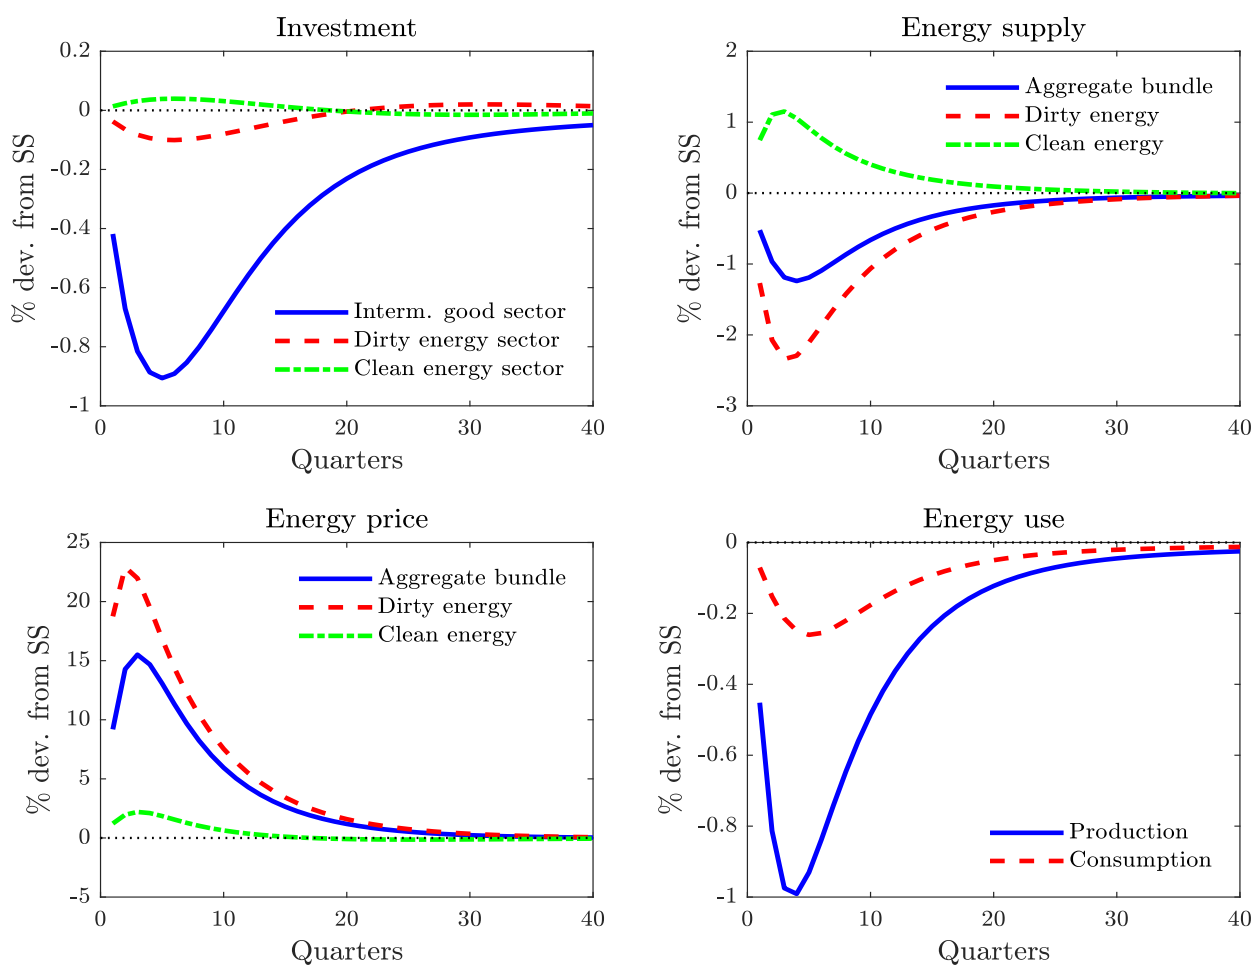 Investment
% dev. from SS
0.2
0
-0.2
-0.4
-0.6
-0.8
-1
Interm. good sector
Dirty energy sector
Clean energy sector
0 10 20 30 40
Quarters
Energy supply
% dev. from SS
2
1
0
-1
-2
-3
Aggregate bundle
Dirty energy
Clean energy
0 10 20 30 40
Quarters
Energy price
% dev. from SS
25
20
15
10
5
0
-5
Aggregate bundle
Dirty energy
Clean energy
0 10 20 30 40
Quarters
Energy use
% dev. from SS
0
-0.2
-0.4
-0.6
-0.8
-1
Production
Consumption
0 10 20 30 40
Quarters